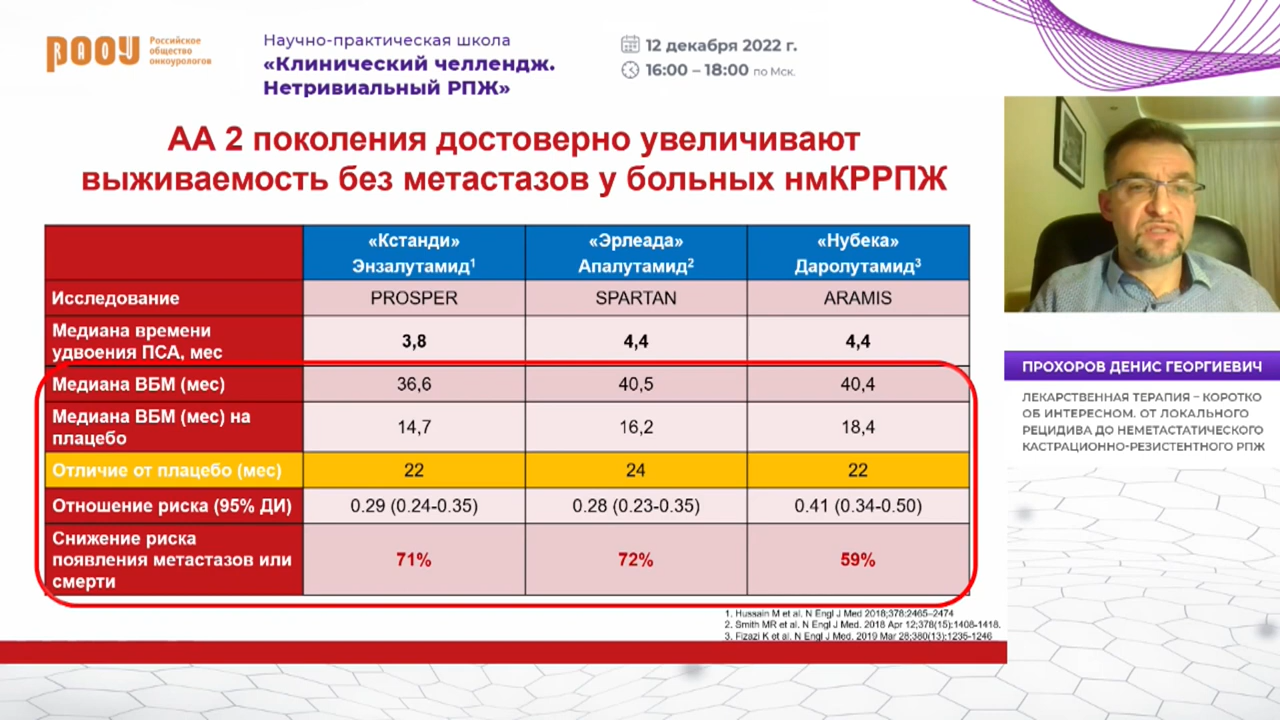 РАОУ
Российское
общество
онкоурологов
Научно-практическая школа
«Клинический челлендж.
Нетривиальный РПЖ»
12 декабря 2022 г.
16:00 – 18:00 по Мск.
АА 2 поколения достоверно увеличивают
выживаемость без метастазов у больных нмКРРПЖ
«Кстанди»
Энзалутамид1
«Эрлеада»
Апалутамид2
«Нубека»
Даролутамид3
Исследование
PROSPER
SPARTAN
ARAMIS
Медиана времени
удвоения ПСА, мес
3,8
4,4
4,4
Медиана ВБМ (мес)
36,6
40,5
40,4
Медиана ВБМ (мес) на
плацебо
14,7
16,2
18,4
Отличие от плацебо (мес)
22
24
22
Отношение риска (95% ДИ)
0.29 (0.24-0.35)
0.28 (0.23-0.35)
0.41 (0.34-0.50)
Снижение риска
появления метастазов или
смерти
71%
72%
59%
1. Hussain M et al. N Engl J Med 2018;378:2465–2474
2. Smith MR et al. N Engl J Med. 2018 Apr 12;378(15):1408-1418.
3. Fizazi K et al. N Engl J Med. 2019 Mar 28;380(13):1235-1246
ПРОХОРОВ ДЕНИС ГЕОРГИЕВИЧ
ЛЕКАРСТВЕННАЯ ТЕРАПИЯ – КОРОТКО
ОБ ИНТЕРЕСНОМ. ОТ ЛОКАЛЬНОГО
РЕЦИДИВА ДО НЕМЕТАСТАТИЧЕСКОГО
КАСТРАЦИОННО-РЕЗИСТЕНТНОГО РПЖ